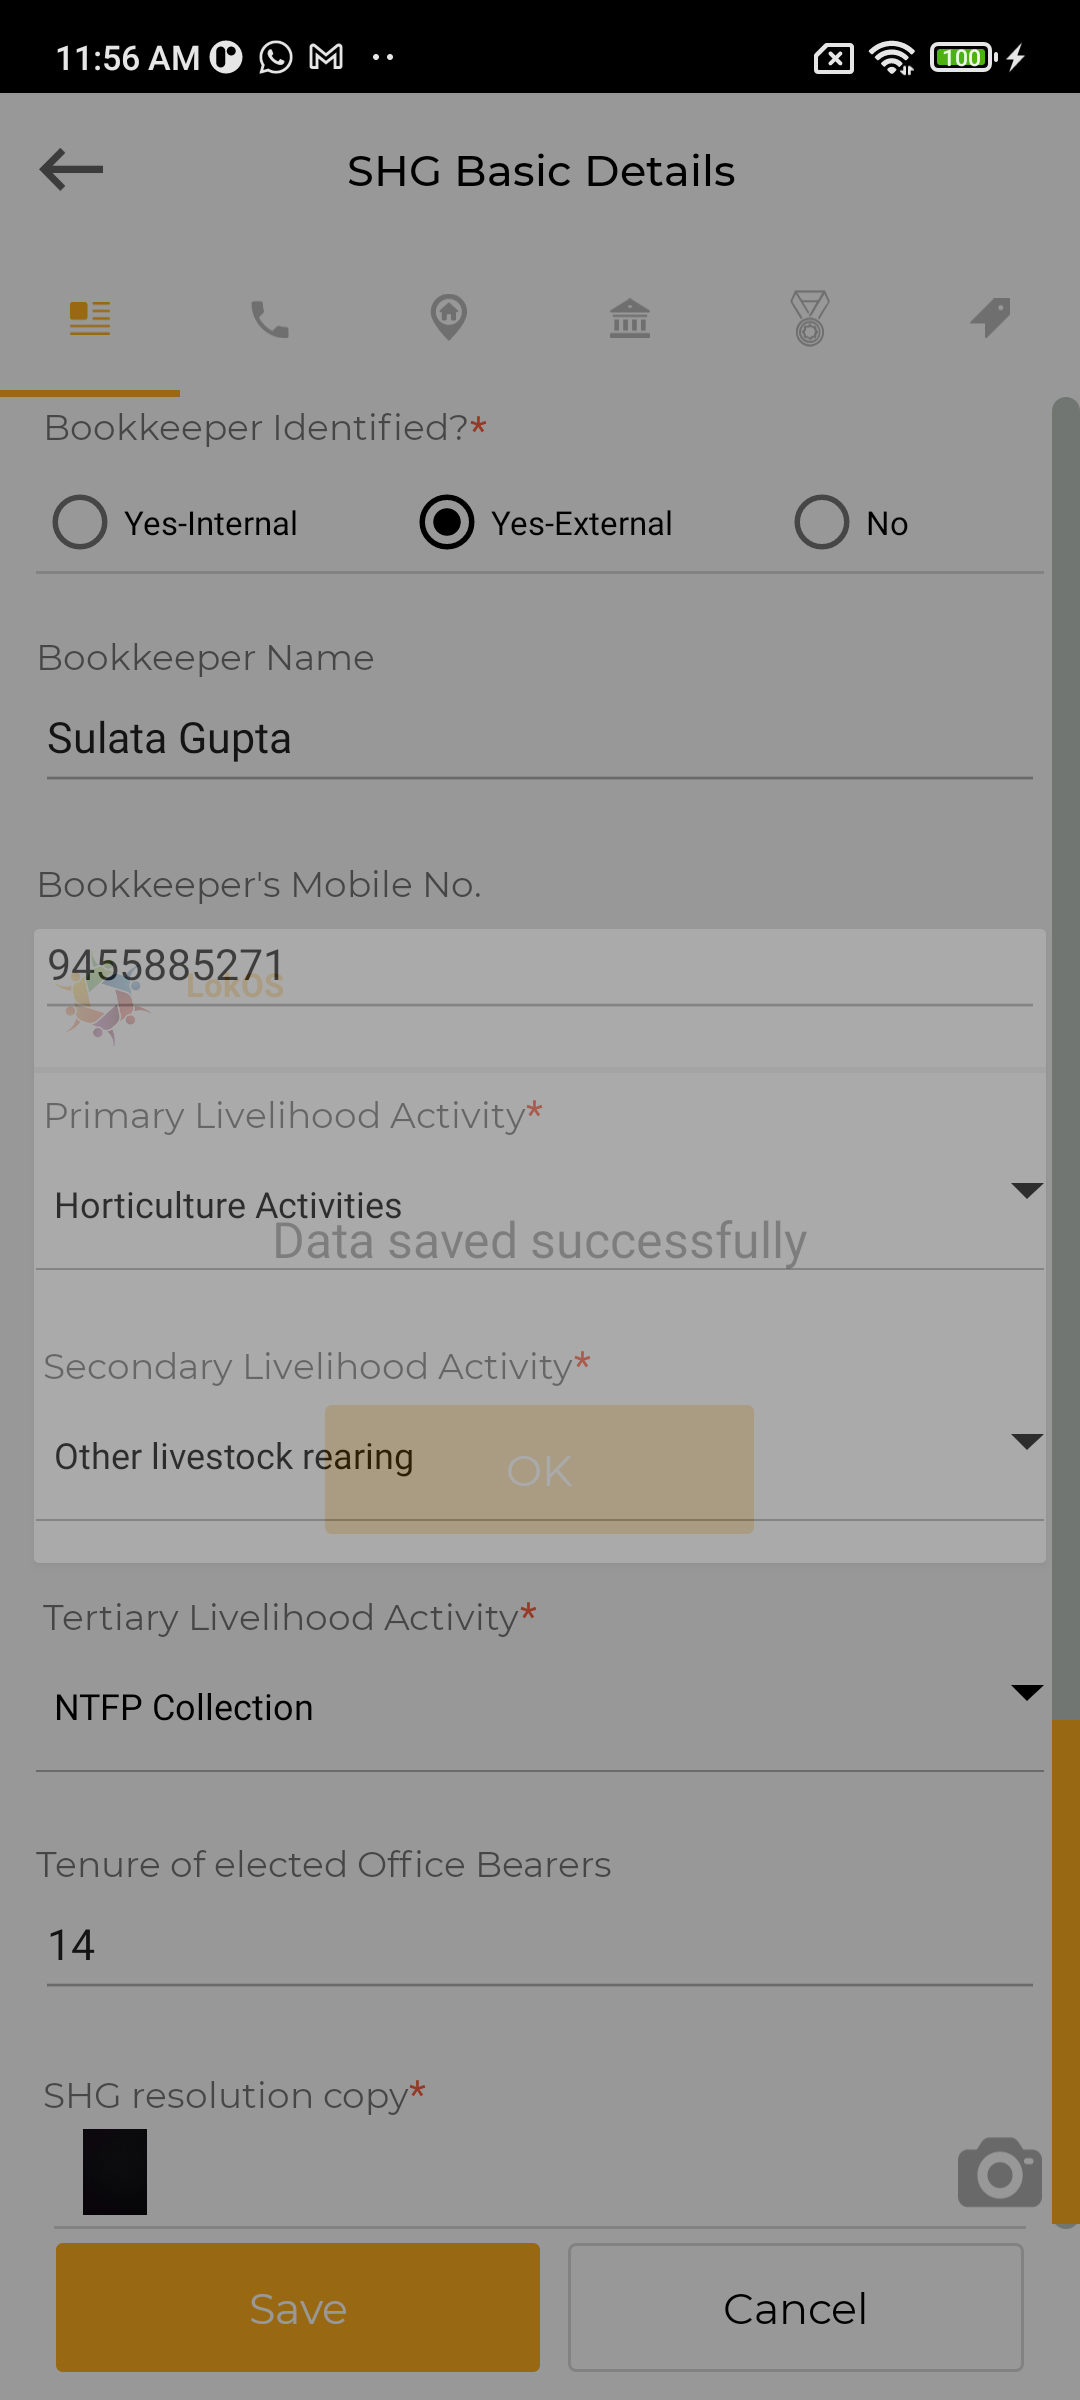 11:56 AM
100
SHG Basic Details
Bookkeeper Identified?*
Yes-Internal Yes-External No
Bookkeeper Name
Sulata Gupta
Bookkeeper's Mobile No.
9455885271
LokOS
Primary Livelihood Activity*
Horticulture Activities
Data saved successfully
Secondary Livelihood Activity*
Other livestock rearing
OK
Tertiary Livelihood Activity*
NTFP Collection
Tenure of elected Office Bearers
14
SHG resolution copy*
Save Cancel